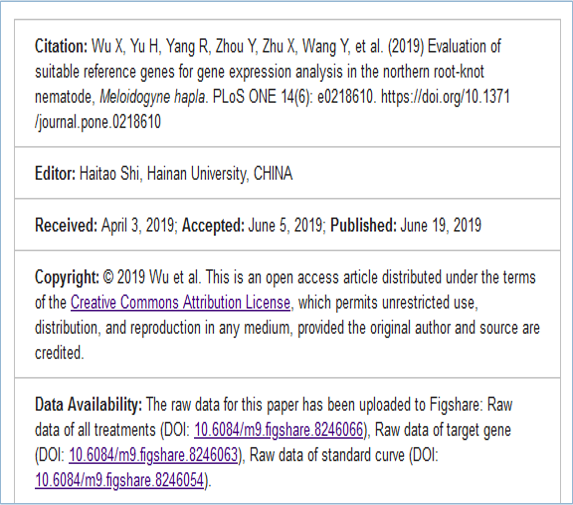 Citation: Wu X, Yu H, Yang R, Zhou Y, Zhu X, Wang Y, et al. (2019) Evaluation of
suitable reference genes for gene expression analysis in the northern root-knot
nematode, Meloidogyne hapla. PLoS ONE 14(6): e0218610. https://doi.org/10.1371
/journal.pone.0218610
Editor: Haitao Shi, Hainan University, CHINA
Received: April 3, 2019; Accepted: June 5, 2019; Published: June 19, 2019
Copyright: © 2019 Wu et al. This is an open access article distributed under the terms
of the Creative Commons Attribution License, which permits unrestricted use,
distribution, and reproduction in any medium, provided the original author and source are
credited.
Data Availability: The raw data for this paper has been uploaded to Figshare: Raw
data of all treatments (DOI: 10.6084/m9.figshare.8246066), Raw data of target gene
(DOI: 10.6084/m9.figshare.8246063), Raw data of standard curve (DOI:
10.6084/m9.figshare.8246054).